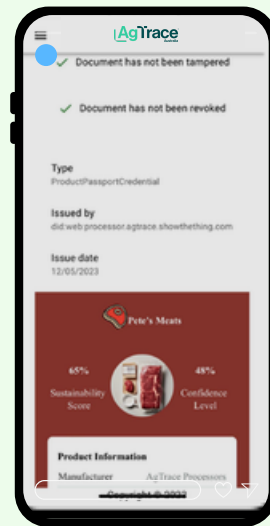 AgTrace
Australia
Document has not been tampered
Document has not been revoked
Type
ProductPassportCredential
Issued by
did:web:processor.agtrace.showthething.com
Issue date
12/05/2023
Pete's Meats
65%
Sustainability
Score
48%
Confidence
Level
Product Information
Manufacturer AgTrace Processors
Copyright © 2023